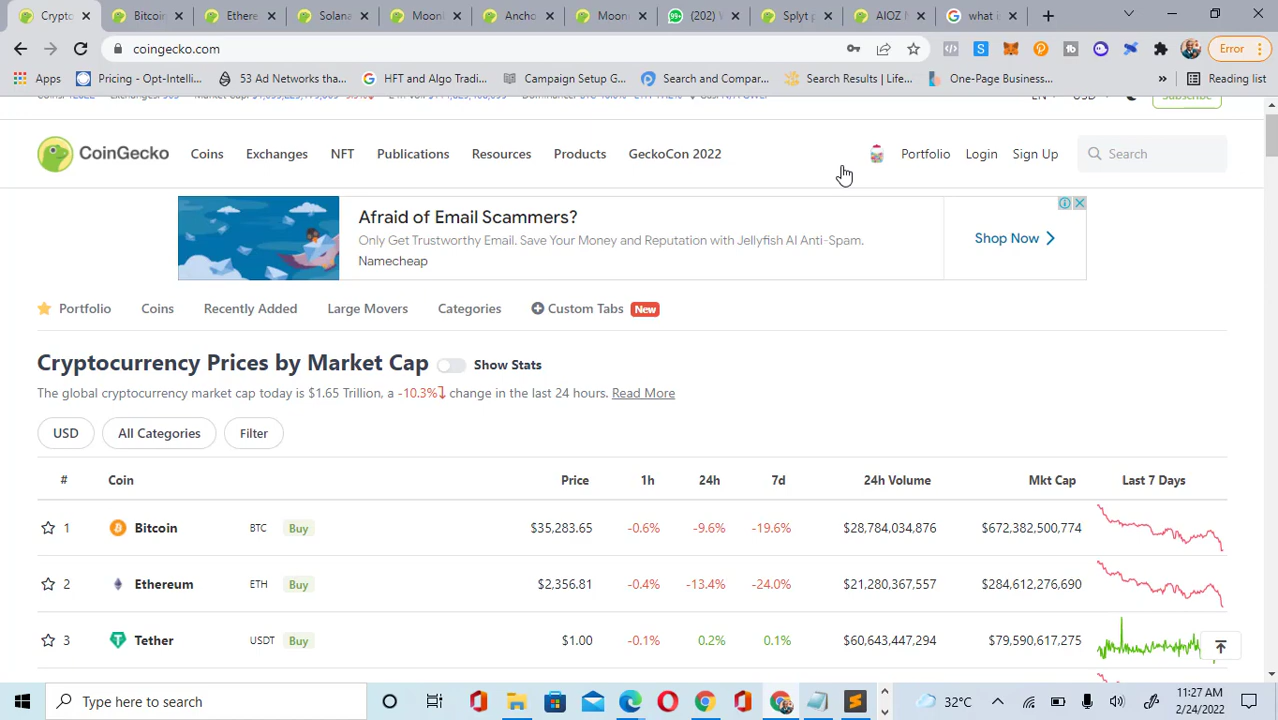 Crypto
Bitcoin
Ethere
Solana
Moonl
Ancho
Moon
99+
(202) W
Splyt p
AIOZ N
what is
coingecko.com
Error
Apps
Pricing - Opt-Intelli...
53 Ad Networks tha...
HFT and Algo Tradi...
Campaign Setup G...
Search and Compar...
Search Results | Life...
One-Page Business...
»
Reading list
CoinGecko
Coins
Exchanges
NFT
Publications
Resources
Products
GeckoCon 2022
Portfolio
Login
Sign Up
Search
Afraid of Email Scammers?
Only Get Trustworthy Email. Save Your Money and Reputation with Jellyfish AI Anti-Spam.
Namecheap
Shop Now
Portfolio
Coins
Recently Added
Large Movers
Categories
Custom Tabs
New
Cryptocurrency Prices by Market Cap
Show Stats
The global cryptocurrency market cap today is $1.65 Trillion, a -10.3% change in the last 24 hours. Read More
USD
All Categories
Filter
# Coin Price 1h 24h 7d 24h Volume Mkt Cap Last 7 Days
1 Bitcoin BTC Buy $35,283.65 -0.6% -9.6% -19.6% $28,784,034,876 $672,382,500,774
2 Ethereum ETH Buy $2,356.81 -0.4% -13.4% -24.0% $21,280,367,557 $284,612,276,690
3 Tether USDT Buy $1.00 -0.1% 0.2% 0.1% $60,643,447,294 $79,590,617,275
Type here to search
32°C
11:27 AM
2/24/2022